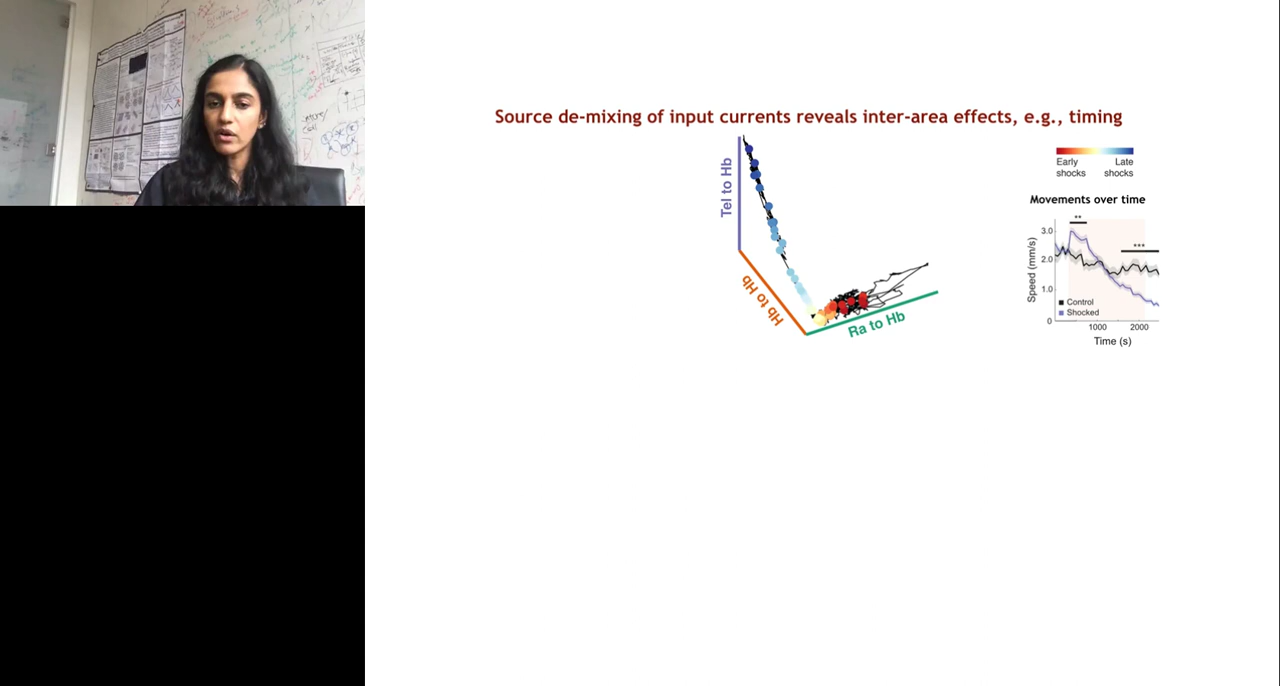 Source de-mixing of input currents reveals inter-area effects, e.g., timing
Tel to Hb
Hb to Hb
Ra to Hb
Early
shocks
Late
shocks
Movements over time
**
***
Speed (mm/s)
3.0
2.0
1.0
0
Control
Shocked
1000
2000
Time (s)